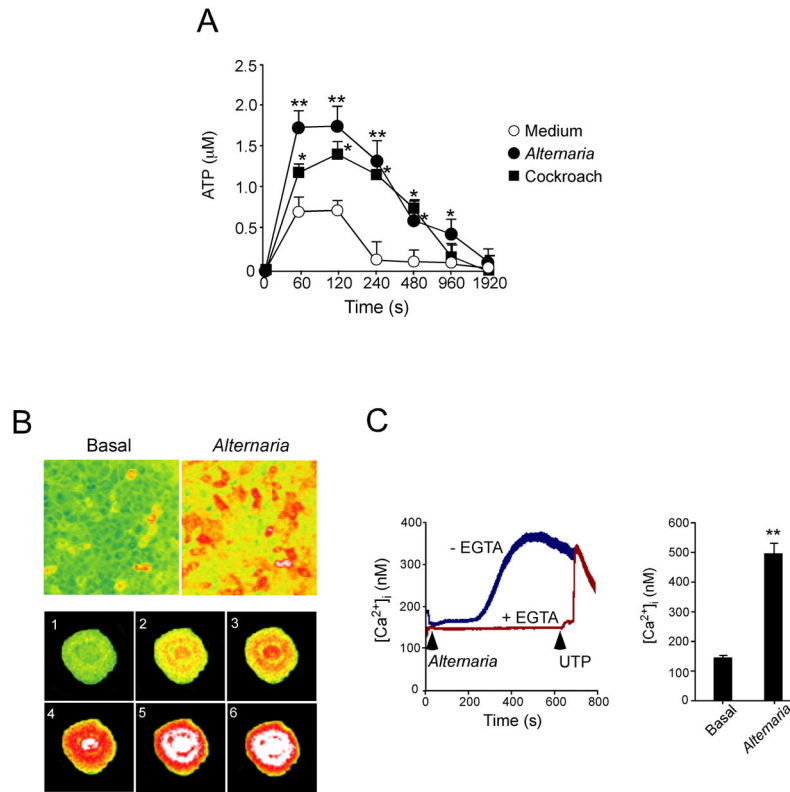 A
ATP (µM)
2.5
2.0
1.5
1.0
0.5
0
** ** **
* * * * * *
0 60 120 240 480 960 1920
Time (s)
Medium
Alternaria
Cockroach
B
Basal Alternaria
1 2 3
4 5 6
C
[Ca²⁺]i (nM)
400
300
200
100
0
- EGTA
+ EGTA
Alternaria UTP
0 200 400 600 800
Time (s)
[Ca²⁺]i (nM)
600
500
400
300
200
100
0
**
Basal
Alternaria